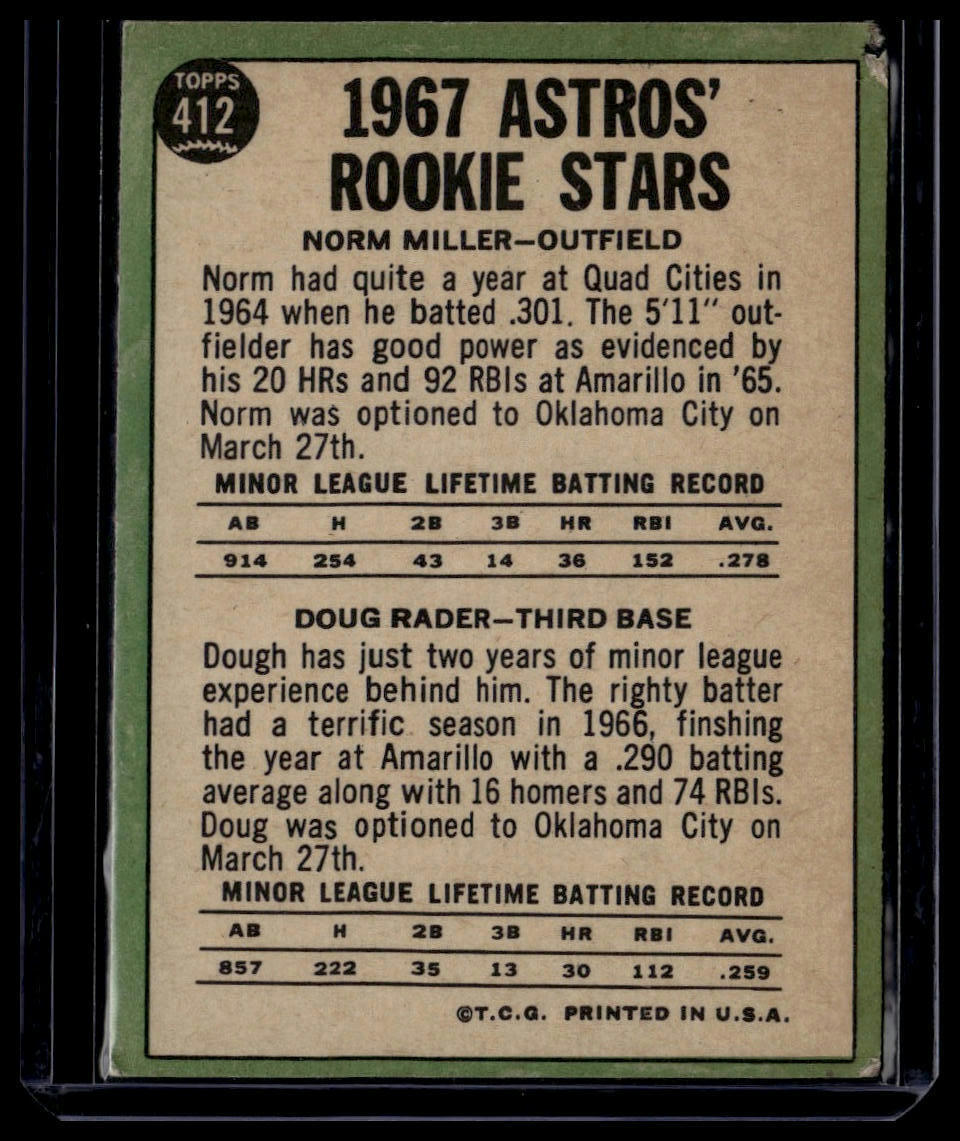 TOPPS
412
1967 ASTROS'
ROOKIE STARS
NORM MILLER—OUTFIELD
Norm had quite a year at Quad Cities in
1964 when he batted .301. The 5'11" out-
fielder has good power as evidenced by
his 20 HRs and 92 RBIs at Amarillo in '65.
Norm was optioned to Oklahoma City on
March 27th.
MINOR LEAGUE LIFETIME BATTING RECORD
AB H 2B 3B HR RBI AVG.
914 254 43 14 36 152 .278
DOUG RADER—THIRD BASE
Dough has just two years of minor league
experience behind him. The righty batter
had a terrific season in 1966, finshing
the year at Amarillo with a .290 batting
average along with 16 homers and 74 RBIs.
Doug was optioned to Oklahoma City on
March 27th.
MINOR LEAGUE LIFETIME BATTING RECORD
AB H 2B 3B HR RBI AVG.
857 222 35 13 30 112 .259
©T.C.G. PRINTED IN U.S.A.